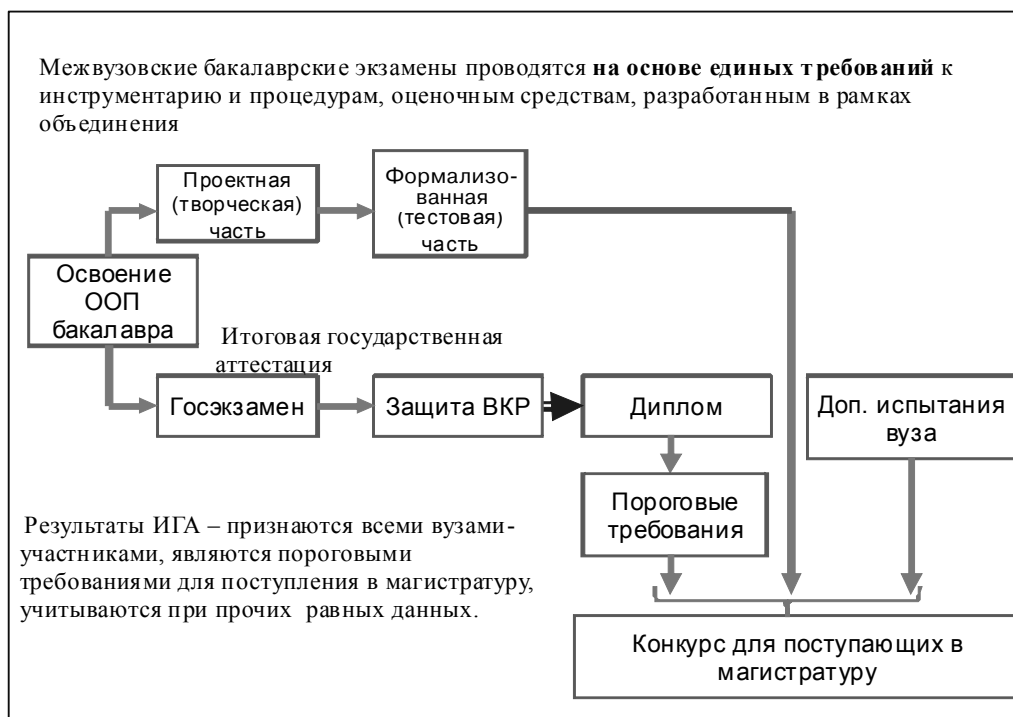 Межвузовские бакалаврские экзамены проводятся на основе единых требований к
инструментарию и процедурам, оценочным средствам, разработанным в рамках
объединения
Проектная
(творческая)
часть
Формализо-
ванная
(тестовая)
часть
Освоение
ООП
бакалавра
Итоговая государственная
аттестация
Госэкзамен
Защита ВКР
Диплом
Доп. испытания
вуза
Пороговые
требования
Результаты ИГА – признаются всеми вузами-
участниками, являются пороговыми
требованиями для поступления в магистратуру,
учитываются при прочих равных данных.
Конкурс для поступающих в
магистратуру